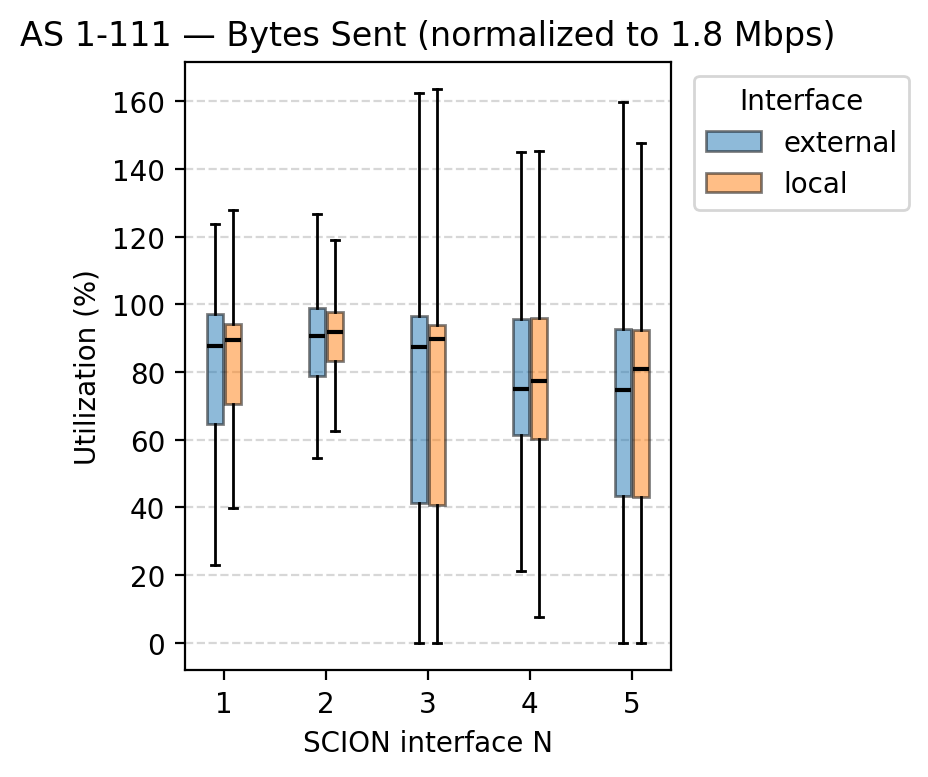 AS 1-111 — Bytes Sent (normalized to 1.8 Mbps)
Interface
external
local
Utilization (%)
160
140
120
100
80
60
40
20
0
1 2 3 4 5
SCION interface N